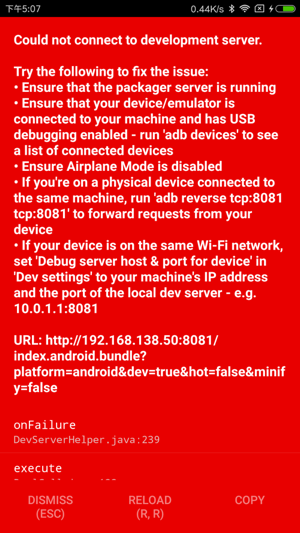 下午5:07
0.44K/s
Could not connect to development server.
Try the following to fix the issue:
• Ensure that the packager server is running
• Ensure that your device/emulator is
connected to your machine and has USB
debugging enabled - run 'adb devices' to see
a list of connected devices
• Ensure Airplane Mode is disabled
• If you're on a physical device connected to
the same machine, run 'adb reverse tcp:8081
tcp:8081' to forward requests from your
device
• If your device is on the same Wi-Fi network,
set 'Debug server host & port for device' in
'Dev settings' to your machine's IP address
and the port of the local dev server - e.g.
10.0.1.1:8081
URL: http://192.168.138.50:8081/
index.android.bundle?
platform=android&dev=true&hot=false&minif
y=false
onFailure
DevServerHelper.java:239
execute
DISMISS
(ESC)
RELOAD
(R, R)
COPY